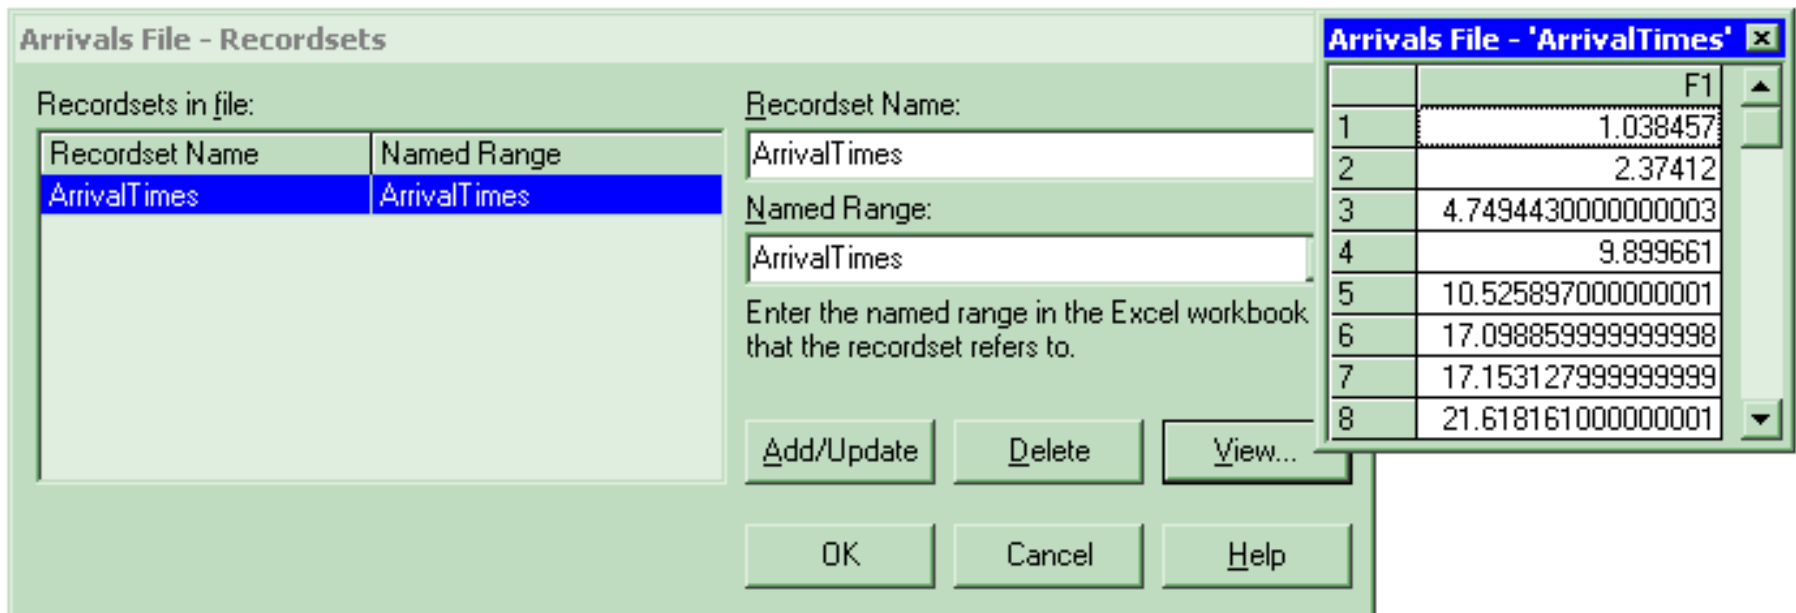 Arrivals File - Recordsets
Recordsets in file:
Recordset Name Named Range
ArrivalTimes ArrivalTimes
Recordset Name:
ArrivalTimes
Named Range:
ArrivalTimes
Enter the named range in the Excel workbook
that the recordset refers to.
Add/Update Delete View...
OK Cancel Help
Arrivals File - 'ArrivalTimes'
F1
1 1.038457
2 2.37412
3 4.7494430000000003
4 9.899661
5 10.525897000000001
6 17.098859999999998
7 17.153127999999999
8 21.618161000000001